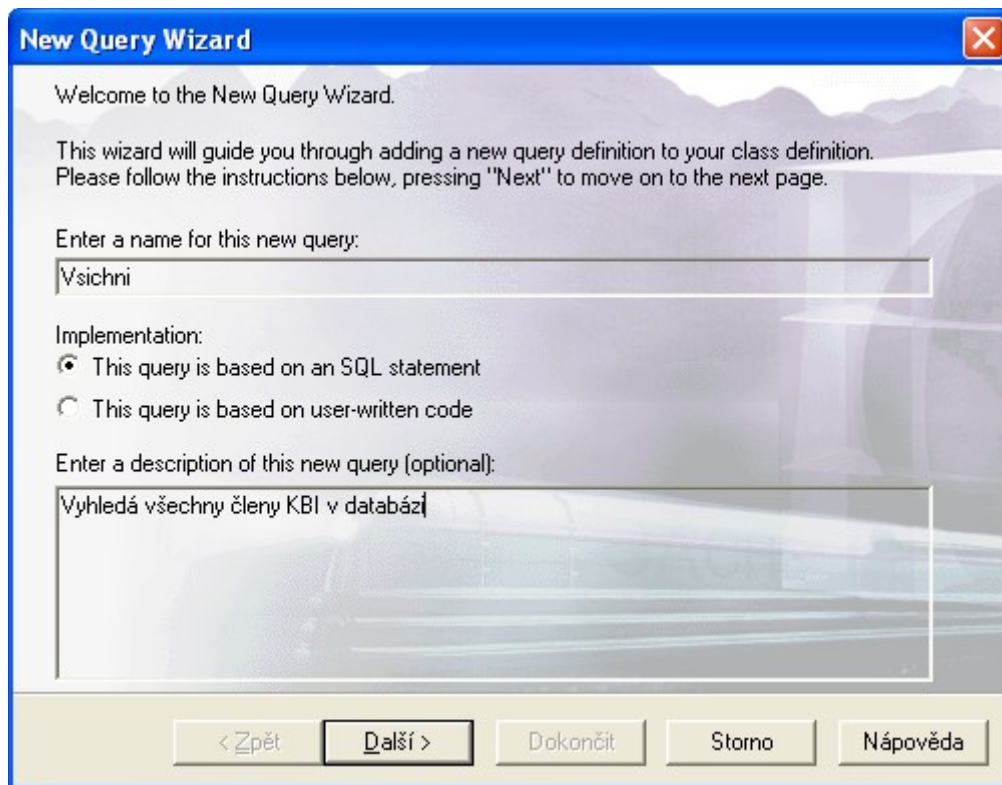 New Query Wizard
Welcome to the New Query Wizard.
This wizard will guide you through adding a new query definition to your class definition.
Please follow the instructions below, pressing "Next" to move on to the next page.
Enter a name for this new query:
Vsichni
Implementation:
This query is based on an SQL statement
This query is based on user-written code
Enter a description of this new query (optional):
Vyhledá všechny členy KBI v databázi
CACHÉ
< Zpět Další > Dokončit Storno Nápověda